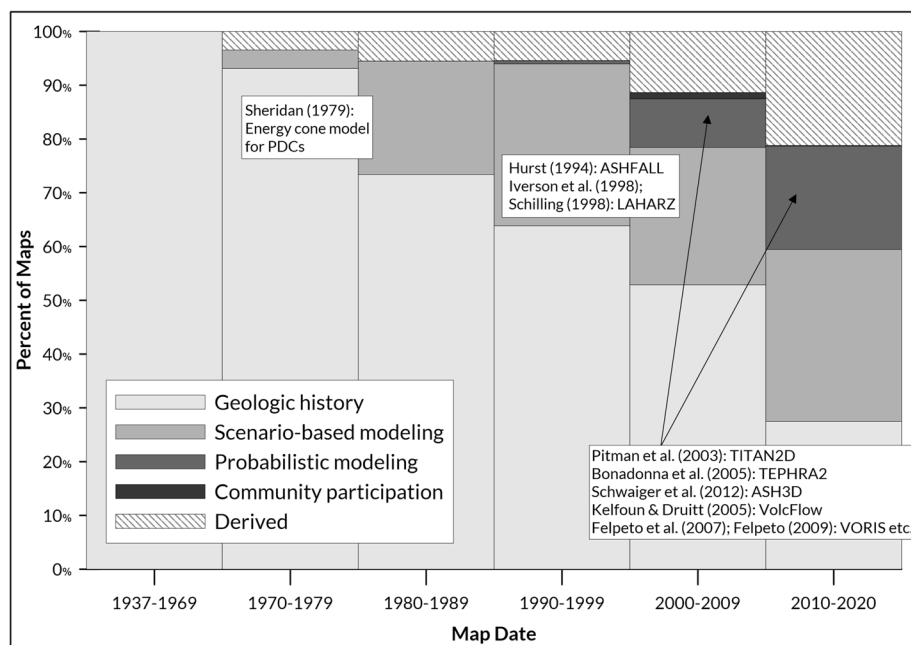 100%
90%
80%
70%
60%
50%
40%
30%
20%
10%
0%
Percent of Maps
Sheridan (1979):
Energy cone model
for PDCs
Hurst (1994): ASHFALL
Iverson et al. (1998);
Schilling (1998): LAHARZ
Geologic history
Scenario-based modeling
Probabilistic modeling
Community participation
Derived
Pitman et al. (2003): TITAN2D
Bonadonna et al. (2005): TEPHRA2
Schwaiger et al. (2012): ASH3D
Kelfoun & Druitt (2005): VolcFlow
Felpeto et al. (2007); Felpeto (2009): VORIS etc.
1937-1969
1970-1979
1980-1989
1990-1999
2000-2009
2010-2020
Map Date